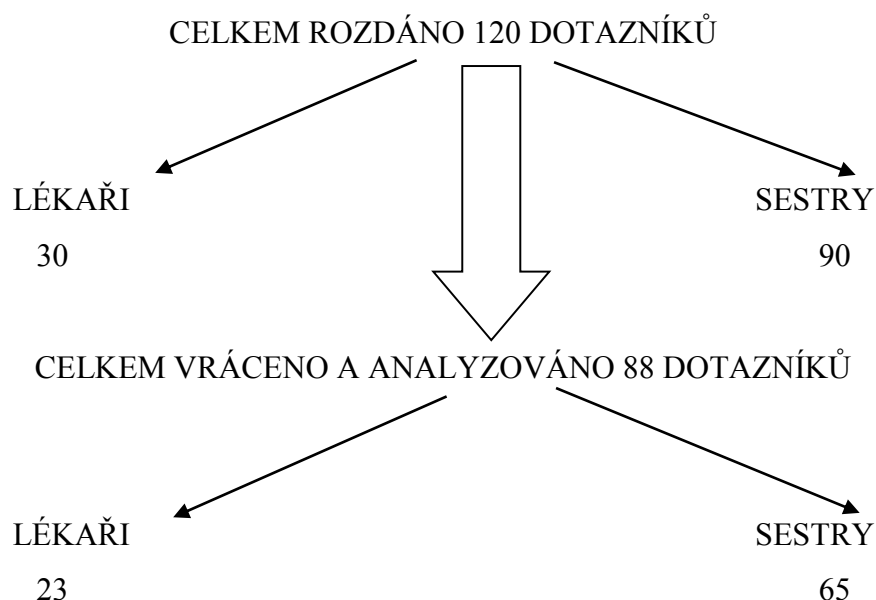 CELKEM ROZDÁNO 120 DOTAZNÍKŮ
LÉKAŘI SESTRY
30 90
CELKEM VRÁCENO A ANALYZOVÁNO 88 DOTAZNÍKŮ
LÉKAŘI SESTRY
23 65